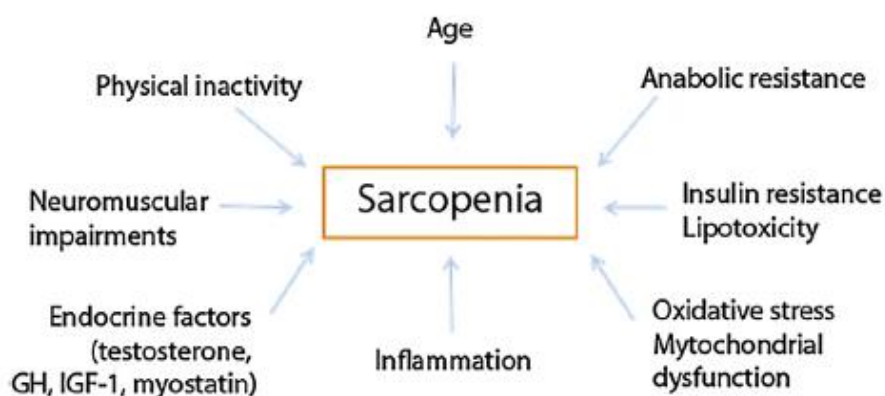 Age
Physical inactivity
Anabolic resistance
Neuromuscular
impairments
Sarcopenia
Insulin resistance
Lipotoxicity
Endocrine factors
(testosterone,
GH, IGF-1, myostatin)
Inflammation
Oxidative stress
Mytochondrial
dysfunction